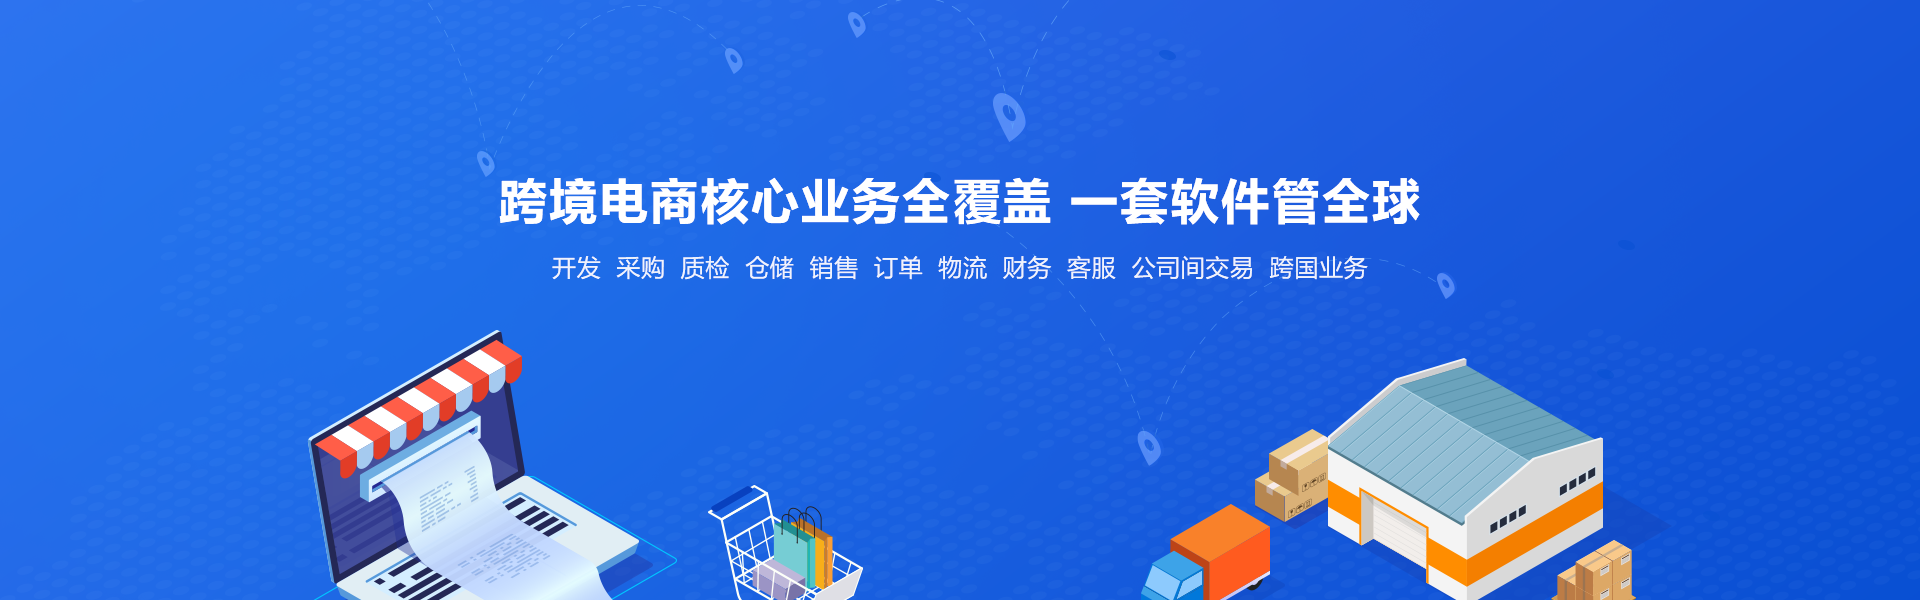 跨境电商核心业务全覆盖 一套软件管全球
开发 采购 质检 仓储 销售 订单 物流 财务 客服 公司间交易 跨国业务